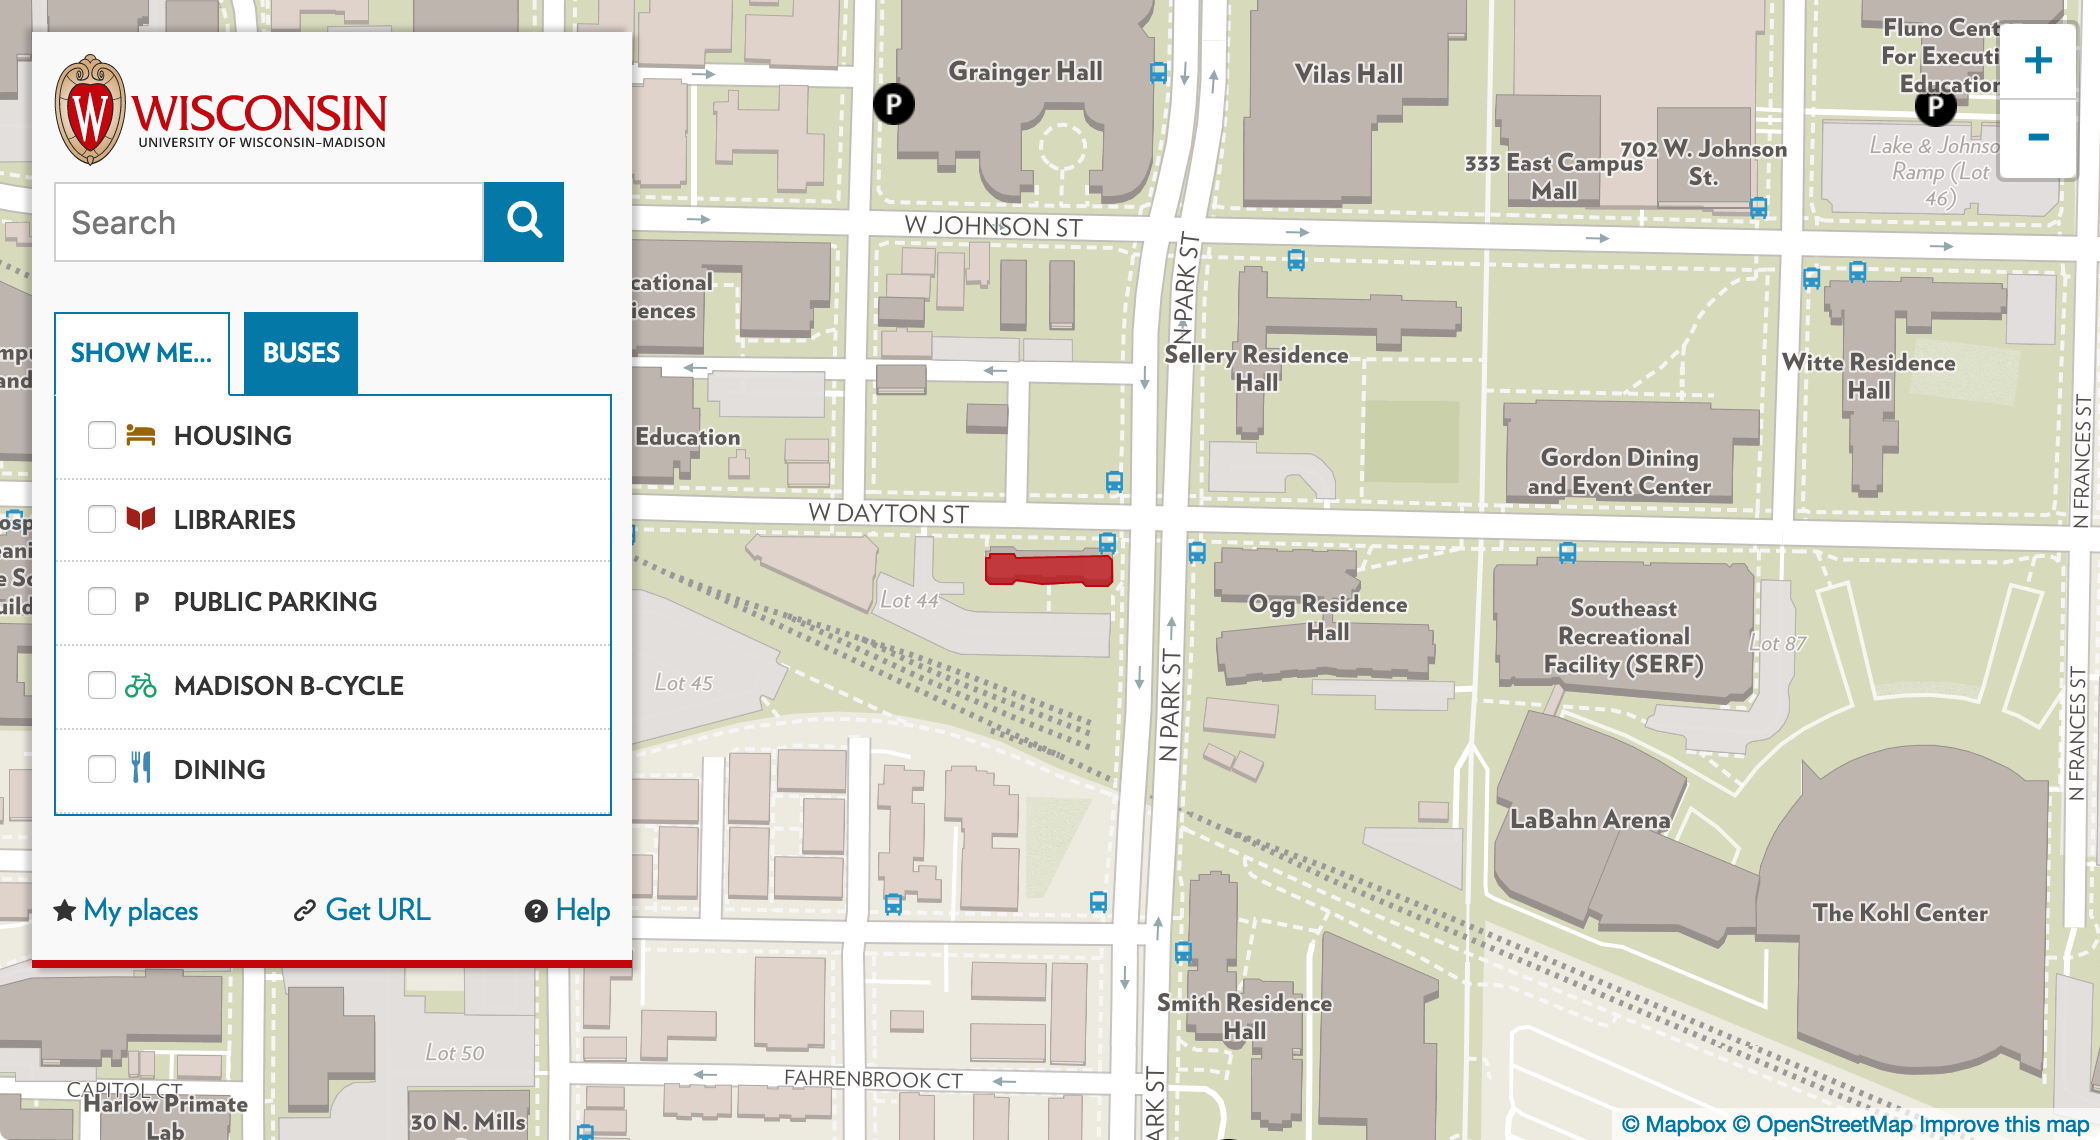 WISCONSIN
UNIVERSITY OF WISCONSIN–MADISON
Search
SHOW ME...
BUSES
HOUSING
LIBRARIES
P
PUBLIC PARKING
MADISON B-CYCLE
DINING
My places
Get URL
? Help
Grainger Hall
P
Vilas Hall
333 East Campus
Mall
702 W. Johnson
St.
Fluno Cent
For Executi
Education
P
+
-
Lake & Johnso
Ramp (Lot
46)
W JOHNSON ST
N PARK ST
cational
iences
Sellery Residence
Hall
Witte Residence
Hall
N FRANCES ST
Education
Gordon Dining
and Event Center
W DAYTON ST
Lot 44
Ogg Residence
Hall
Southeast
Recreational
Facility (SERF)
Lot 87
Lot 45
N PARK ST
N FRANCES ST
LaBahn Arena
The Kohl Center
Smith Residence
Hall
Lot 50
FAHRENBROOK CT
ARK ST
CAPITOL CT
Harlow Primate
Lab
30 N. Mills
© Mapbox © OpenStreetMap Improve this map